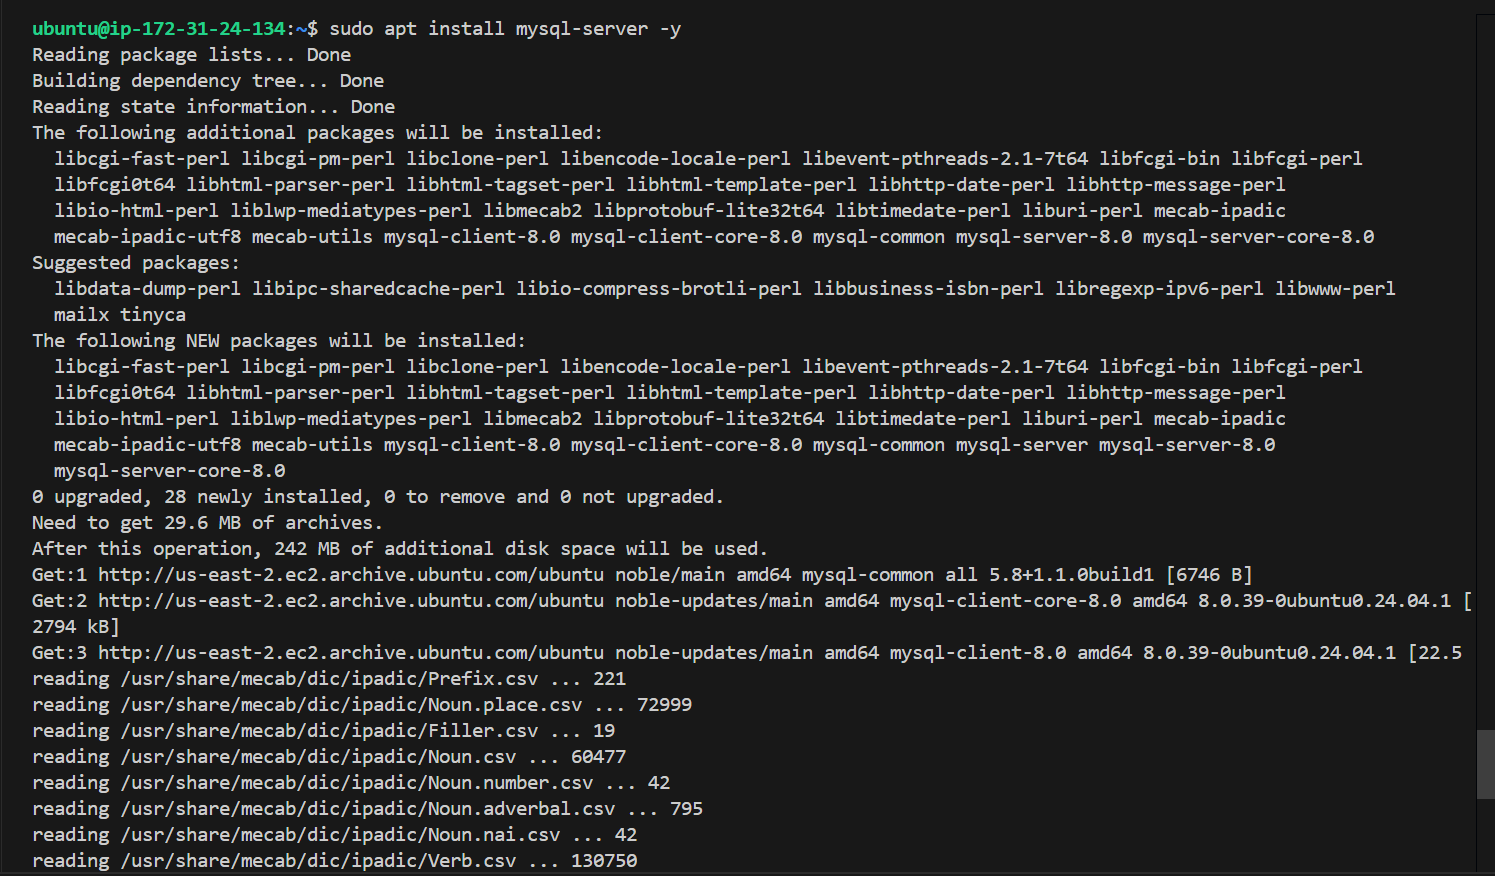 ubuntu@ip-172-31-24-134:~$ sudo apt install mysql-server -y
Reading package lists... Done
Building dependency tree... Done
Reading state information... Done
The following additional packages will be installed:
  libcgi-fast-perl libcgi-pm-perl libclone-perl libencode-locale-perl libevent-pthreads-2.1-7t64 libfcgi-bin libfcgi-perl
  libfcgi0t64 libhtml-parser-perl libhtml-tagset-perl libhtml-template-perl libhttp-date-perl libhttp-message-perl
  libio-html-perl liblwp-mediatypes-perl libmecab2 libprotobuf-lite32t64 libtimedate-perl liburi-perl mecab-ipadic
  mecab-ipadic-utf8 mecab-utils mysql-client-8.0 mysql-client-core-8.0 mysql-common mysql-server-8.0 mysql-server-core-8.0
Suggested packages:
  libdata-dump-perl libipc-sharedcache-perl libio-compress-brotli-perl libbusiness-isbn-perl libregexp-ipv6-perl libwww-perl
  mailx tinyca
The following NEW packages will be installed:
  libcgi-fast-perl libcgi-pm-perl libclone-perl libencode-locale-perl libevent-pthreads-2.1-7t64 libfcgi-bin libfcgi-perl
  libfcgi0t64 libhtml-parser-perl libhtml-tagset-perl libhtml-template-perl libhttp-date-perl libhttp-message-perl
  libio-html-perl liblwp-mediatypes-perl libmecab2 libprotobuf-lite32t64 libtimedate-perl liburi-perl mecab-ipadic
  mecab-ipadic-utf8 mecab-utils mysql-client-8.0 mysql-client-core-8.0 mysql-common mysql-server mysql-server-8.0
  mysql-server-core-8.0
0 upgraded, 28 newly installed, 0 to remove and 0 not upgraded.
Need to get 29.6 MB of archives.
After this operation, 242 MB of additional disk space will be used.
Get:1 http://us-east-2.ec2.archive.ubuntu.com/ubuntu noble/main amd64 mysql-common all 5.8+1.1.0build1 [6746 B]
Get:2 http://us-east-2.ec2.archive.ubuntu.com/ubuntu noble-updates/main amd64 mysql-client-core-8.0 amd64 8.0.39-0ubuntu0.24.04.1 [
2794 kB]
Get:3 http://us-east-2.ec2.archive.ubuntu.com/ubuntu noble-updates/main amd64 mysql-client-8.0 amd64 8.0.39-0ubuntu0.24.04.1 [22.5
reading /usr/share/mecab/dic/ipadic/Prefix.csv ... 221
reading /usr/share/mecab/dic/ipadic/Noun.place.csv ... 72999
reading /usr/share/mecab/dic/ipadic/Filler.csv ... 19
reading /usr/share/mecab/dic/ipadic/Noun.csv ... 60477
reading /usr/share/mecab/dic/ipadic/Noun.number.csv ... 42
reading /usr/share/mecab/dic/ipadic/Noun.adverbal.csv ... 795
reading /usr/share/mecab/dic/ipadic/Noun.nai.csv ... 42
reading /usr/share/mecab/dic/ipadic/Verb.csv ... 130750